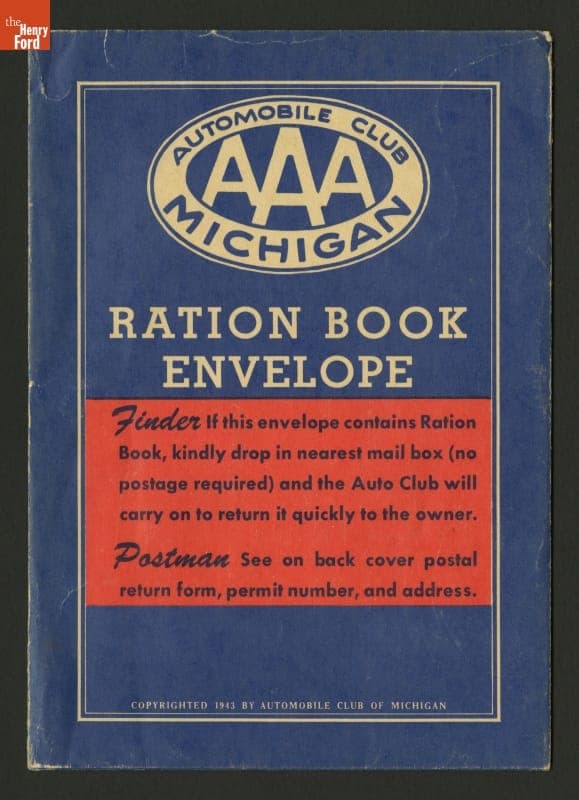 the
Henry
Ford
AUTOMOBILE CLUB
AAA
MICHIGAN
RATION BOOK
ENVELOPE
Finder If this envelope contains Ration
Book, kindly drop in nearest mail box (no
postage required) and the Auto Club will
carry on to return it quickly to the owner.
Postman See on back cover postal
return form, permit number, and address.
COPYRIGHTED 1943 BY AUTOMOBILE CLUB OF MICHIGAN